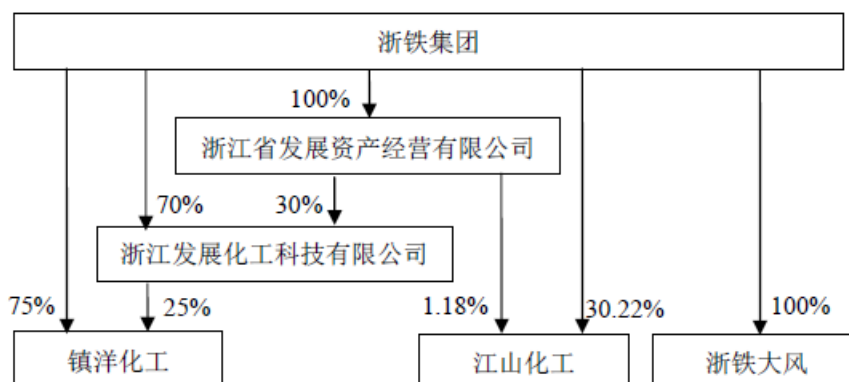 浙铁集团
100%
浙江省发展资产经营有限公司
70%
30%
浙江发展化工科技有限公司
75%
25%
1.18%
30.22%
100%
镇洋化工
江山化工
浙铁大风